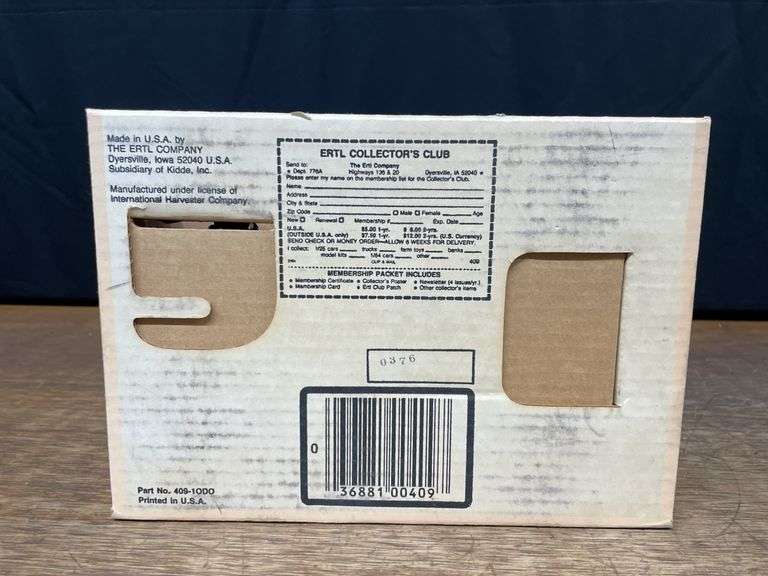 Made in U.S.A. by
THE ERTL COMPANY
Dyersville, Iowa 52040 U.S.A.
Subsidiary of Kidde, Inc.
Manufactured under license of
International Harvester Company.
ERTL COLLECTOR'S CLUB
Send to: The Ertl Company
• Dept. 776A Highways 136 & 20 Dyersville, IA 52040 •
Please enter my name on the membership list for the Collector's Club.
Name
Address
City & State
Zip Code Male Female Age
New Renewal Membership # Exp. Date
U.S.A. $5.00 1-yr. $ 8.00 2-yrs.
(OUTSIDE U.S.A. only) $7.50 1-yr. $12.00 2-yrs. (U.S. Currency)
SEND CHECK OR MONEY ORDER—ALLOW 6 WEEKS FOR DELIVERY.
I collect: 1/25 cars trucks farm toys banks
model kits 1/64 cars other
CLIP & MAIL 409
MEMBERSHIP PACKET INCLUDES
• Membership Certificate • Collector's Poster • Newsletter (4 issues/yr.)
• Membership Card • Ertl Club Patch • Other collector's items
0376
0 36881 00409
Part No. 409-1ODO
Printed in U.S.A.